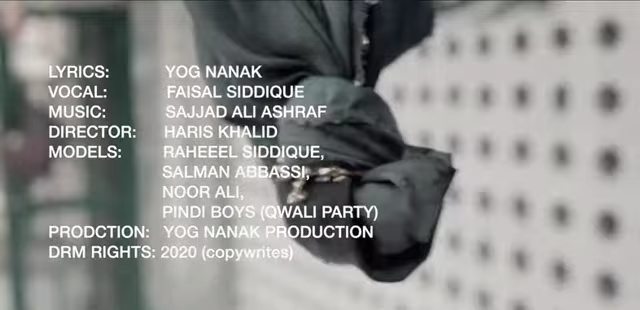 LYRICS: YOG NANAK
VOCAL: FAISAL SIDDIQUE
MUSIC: SAJJAD ALI ASHRAF
DIRECTOR: HARIS KHALID
MODELS: RAHEEEL SIDDIQUE,
SALMAN ABBASSI,
NOOR ALI,
PINDI BOYS (QWALI PARTY)
PRODCTION: YOG NANAK PRODUCTION
DRM RIGHTS: 2020 (copywrites)